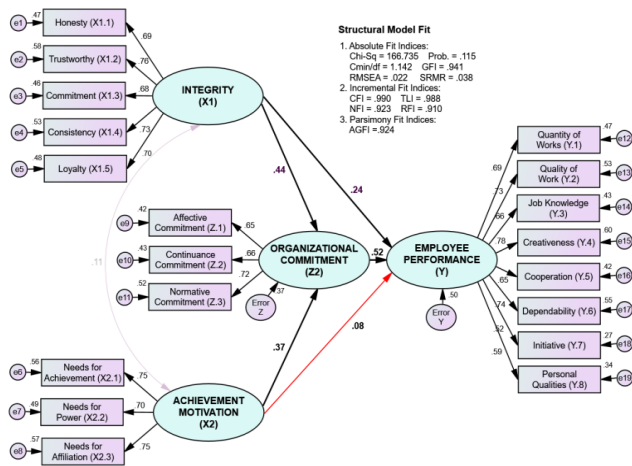 Structural Model Fit
1. Absolute Fit Indices:
Chi-Sq = 166.735 Prob. = .115
Cmin/df = 1.142 GFI = .941
RMSEA = .022 SRMR = .038
2. Incremental Fit Indices:
CFI = .990 TLI = .988
NFI = .923 RFI = .910
3. Parsimony Fit Indices:
AGFI = .924
e1
.47
Honesty (X1.1)
.69
e2
.58
Trustworthy (X1.2)
.76
e3
.46
Commitment (X1.3)
.68
e4
.53
Consistency (X1.4)
.73
e5
.48
Loyalty (X1.5)
.70
INTEGRITY
(X1)
.11
.44
.24
e9
.42
Affective
Commitment (Z.1)
.65
e10
.43
Continuance
Commitment (Z.2)
.66
e11
.52
Normative
Commitment (Z.3)
.72
ORGANIZATIONAL
COMMITMENT
(Z2)
.37
Error
Z
.52
EMPLOYEE
PERFORMANCE
(Y)
.50
Error
Y
.37
.08
e6
.56
Needs for
Achievement (X2.1)
.75
e7
.49
Needs for
Power (X2.2)
.70
e8
.57
Needs for
Affiliation (X2.3)
.75
ACHIEVEMENT
MOTIVATION
(X2)
.69
Quantity of
Works (Y.1)
.47
e12
.73
Quality of
Work (Y.2)
.53
e13
.66
Job Knowledge
(Y.3)
.43
e14
.78
Creativeness (Y.4)
.60
e15
.65
Cooperation (Y.5)
.42
e16
.74
Dependability (Y.6)
.55
e17
.52
Initiative (Y.7)
.27
e18
.59
Personal
Qualities (Y.8)
.34
e19